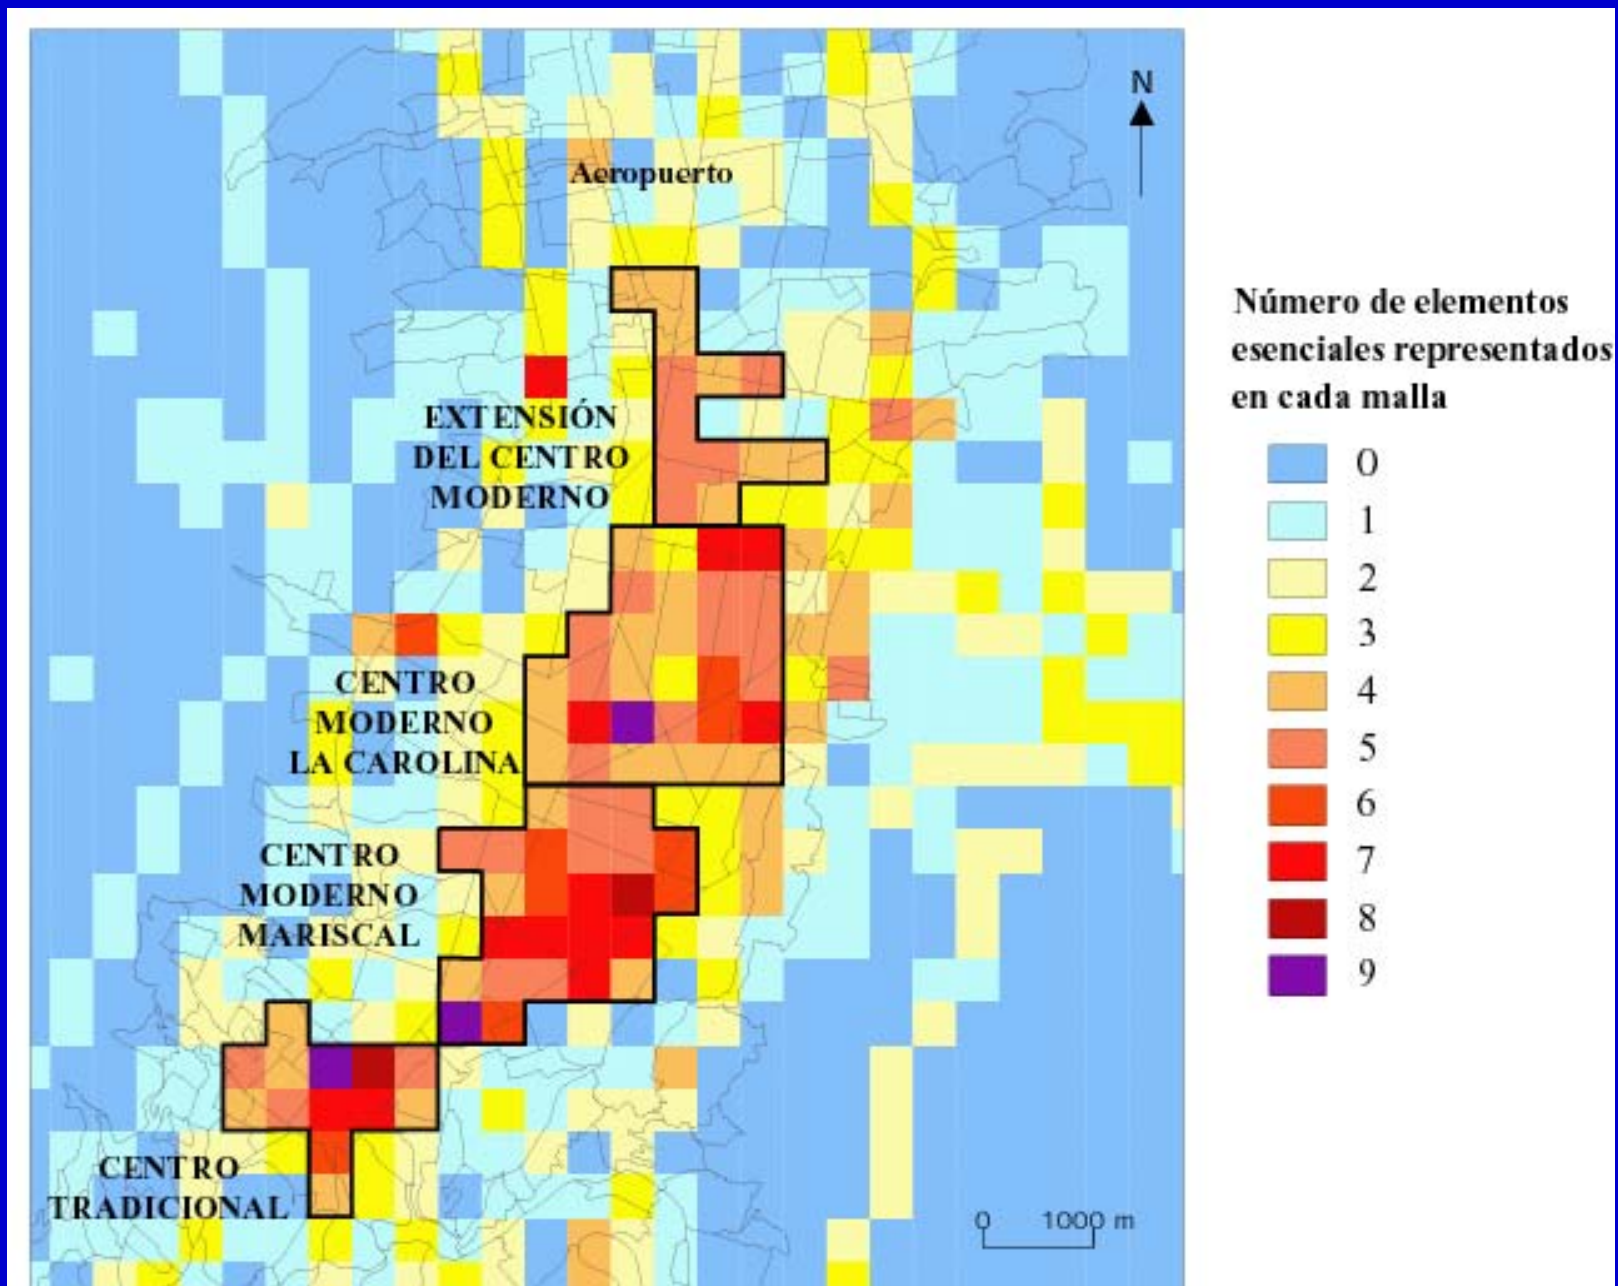 N
Aeropuerto
EXTENSIÓN
DEL CENTRO
MODERNO
CENTRO
MODERNO
LA CAROLINA
CENTRO
MODERNO
MARISCAL
CENTRO
TRADICIONAL
0 1000 m
Número de elementos
esenciales representados
en cada malla
0
1
2
3
4
5
6
7
8
9